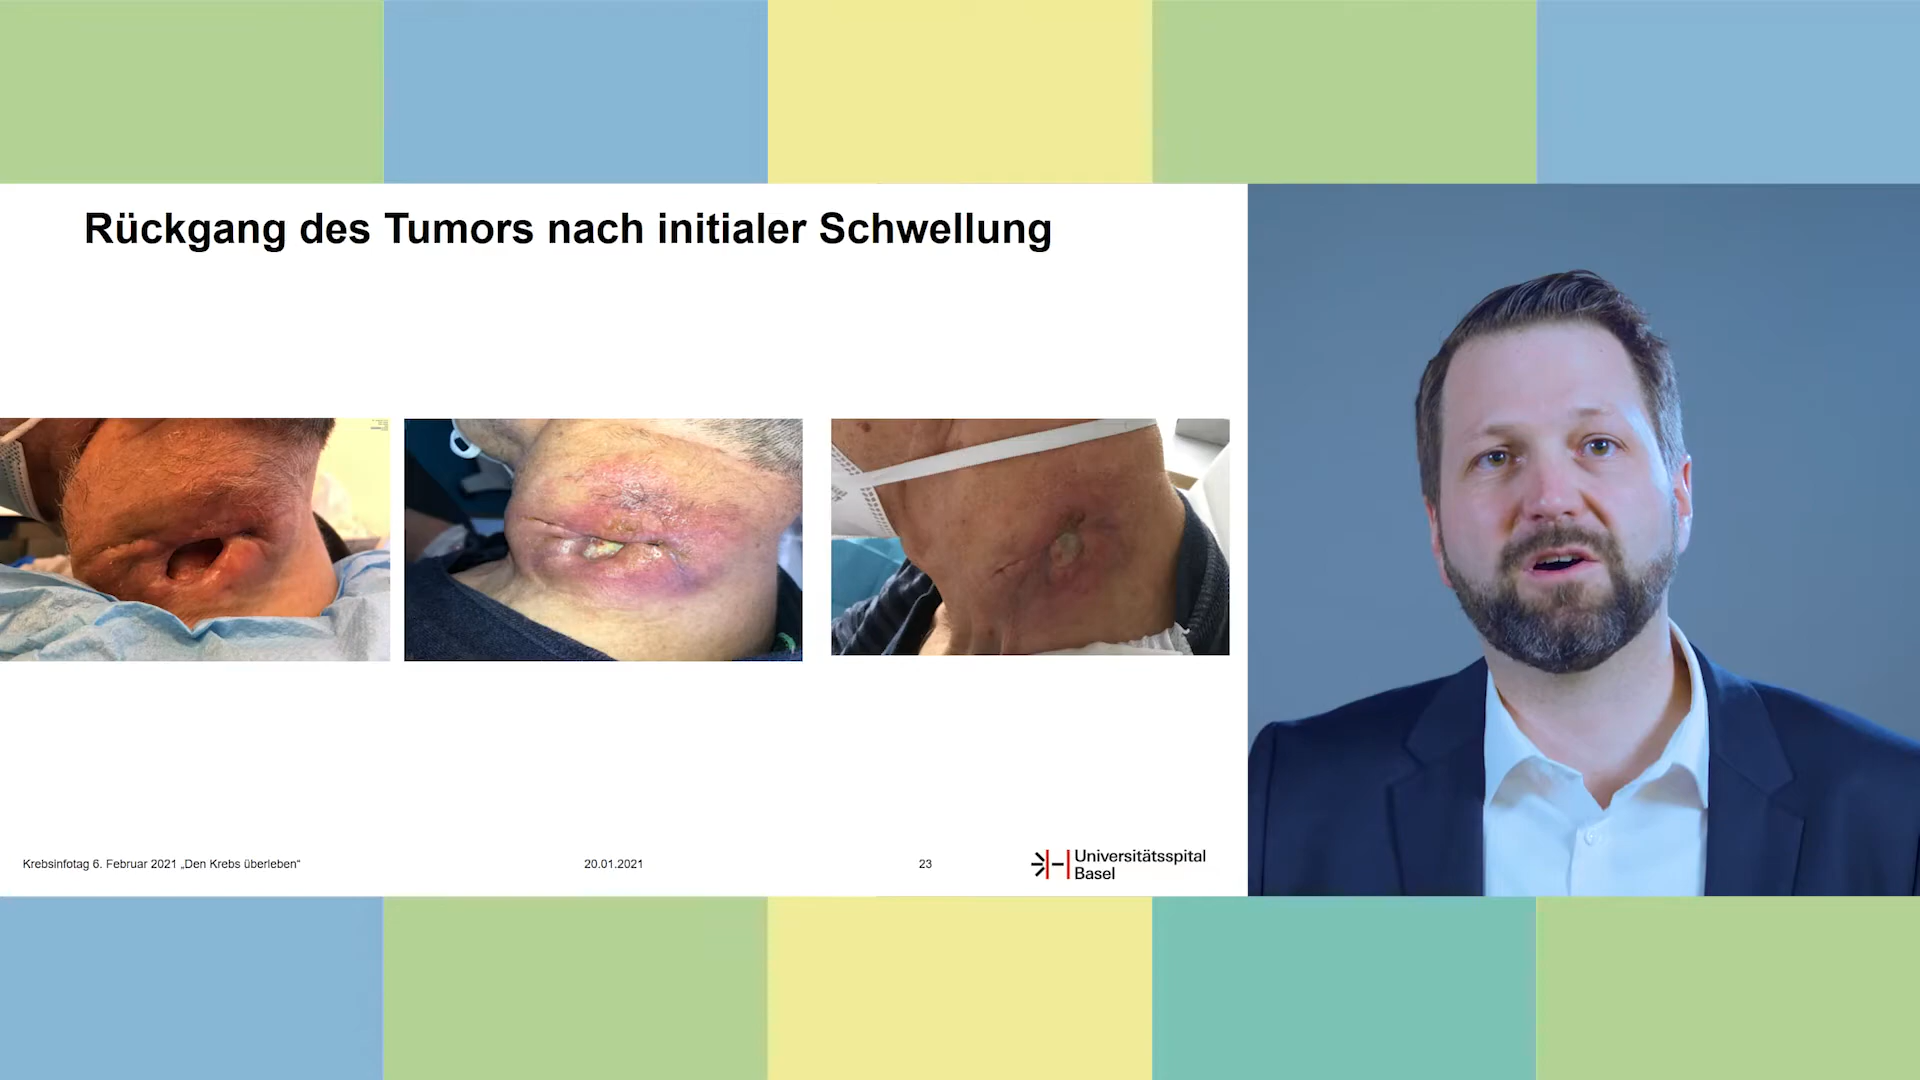 Rückgang des Tumors nach initialer Schwellung
Krebsinfotag 6. Februar 2021 „Den Krebs überleben“
20.01.2021
23
Universitätsspital
Basel